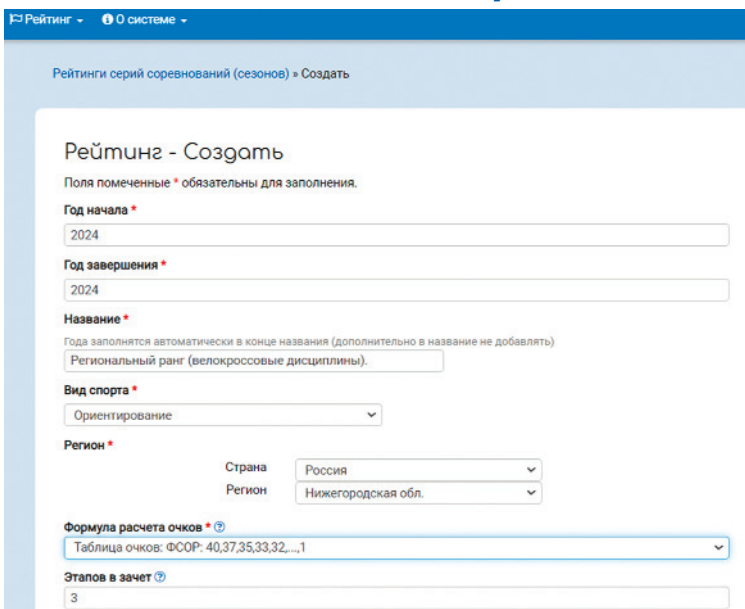 Рейтинг О системе
Рейтинги серий соревнований (сезонов) » Создать
Рейтинг - Создать
Поля помеченные * обязательны для заполнения.
Год начала *
2024
Год завершения *
2024
Название *
Года заполнятся автоматически в конце названия (дополнительно в название не добавлять)
Региональный ранг (велокроссовые дисциплины).
Вид спорта *
Ориентирование
Регион *
Страна Россия
Регион Нижегородская обл.
Формула расчета очков * ?
Таблица очков: ФСОР: 40,37,35,33,32,...,1
Этапов в зачет ?
3